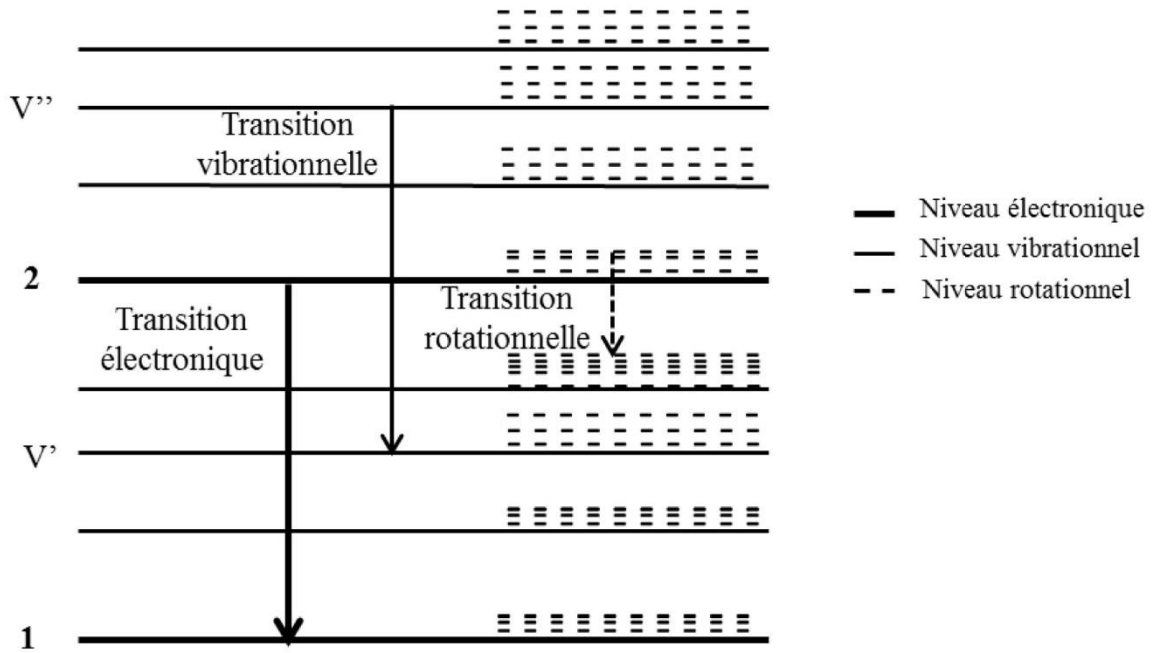 V’’
Transition
vibrationnelle
Niveau électronique
Niveau vibrationnel
Niveau rotationnel
2
Transition
électronique
Transition
rotationnelle
V’
1